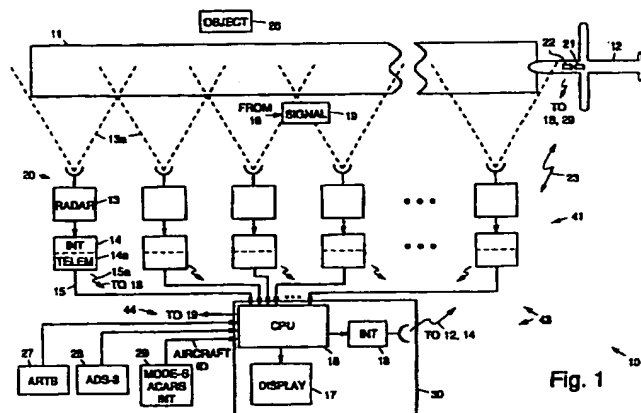 OBJECT
26
11
22
21
12
TO
18, 29
FROM
16
SIGNAL
19
13a
20
23
RADAR
13
41
INT
14
TELEM
14a
15a
15
TO 18
44
TO 19
43
CPU
16
INT
18
TO 12, 14
27
28
29
AIRCRAFT
ID
ARTS
ADS-B
MODE-S
ACARS
INT
DISPLAY
17
30
10
Fig. 1